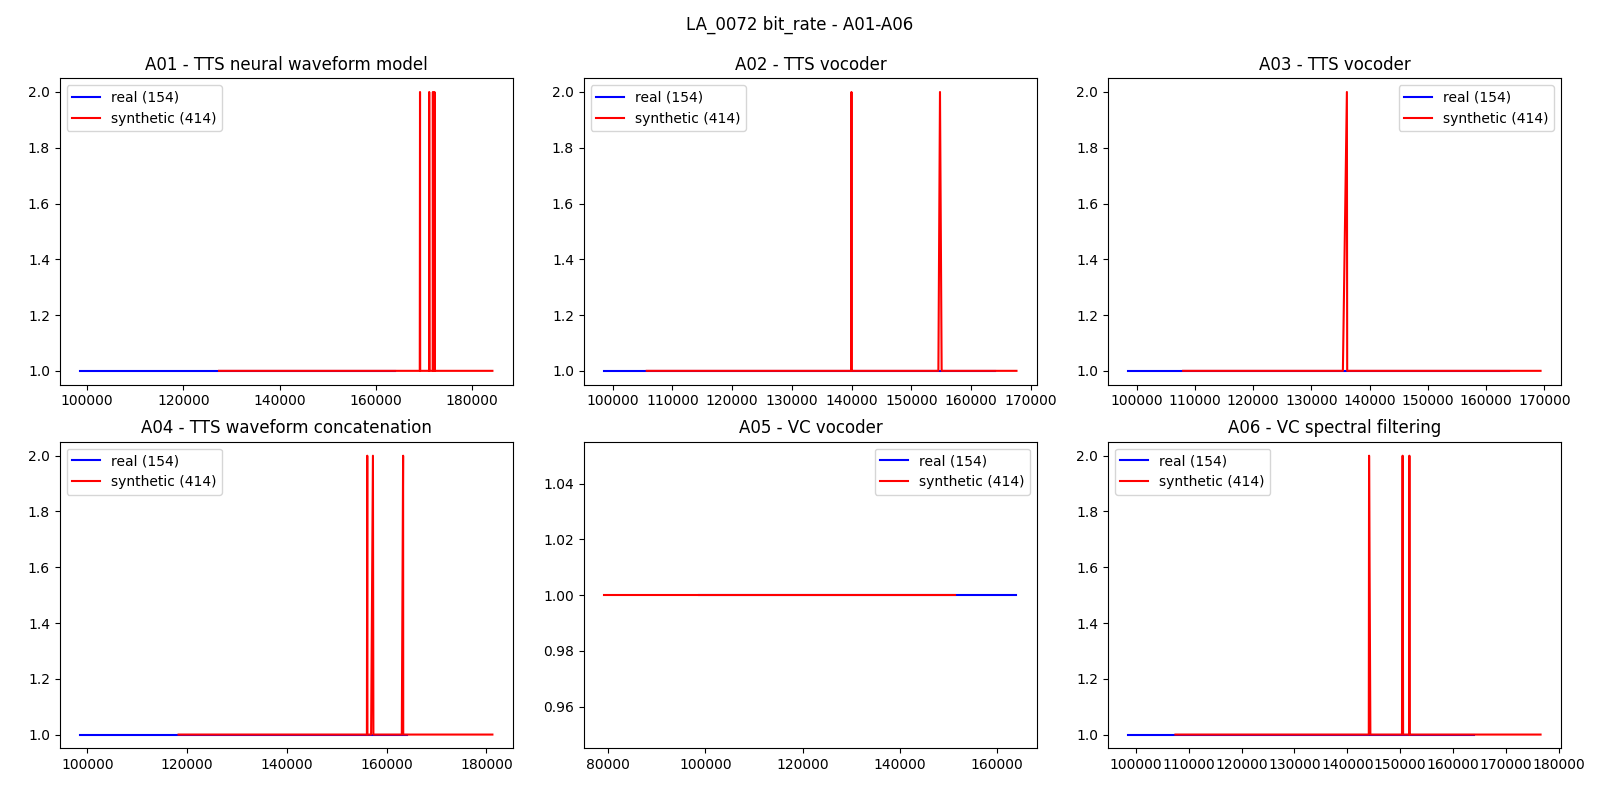 LA_0072 bit_rate - A01-A06
A01 - TTS neural waveform model
real (154)
synthetic (414)
2.0
1.8
1.6
1.4
1.2
1.0
100000 120000 140000 160000 180000
A02 - TTS vocoder
real (154)
synthetic (414)
2.0
1.8
1.6
1.4
1.2
1.0
100000 110000 120000 130000 140000 150000 160000 170000
A03 - TTS vocoder
real (154)
synthetic (414)
2.0
1.8
1.6
1.4
1.2
1.0
100000 110000 120000 130000 140000 150000 160000 170000
A04 - TTS waveform concatenation
real (154)
synthetic (414)
2.0
1.8
1.6
1.4
1.2
1.0
100000 120000 140000 160000 180000
A05 - VC vocoder
real (154)
synthetic (414)
1.04
1.02
1.00
0.98
0.96
80000 100000 120000 140000 160000
A06 - VC spectral filtering
real (154)
synthetic (414)
2.0
1.8
1.6
1.4
1.2
1.0
100000 110000 120000 130000 140000 150000 160000 170000 180000